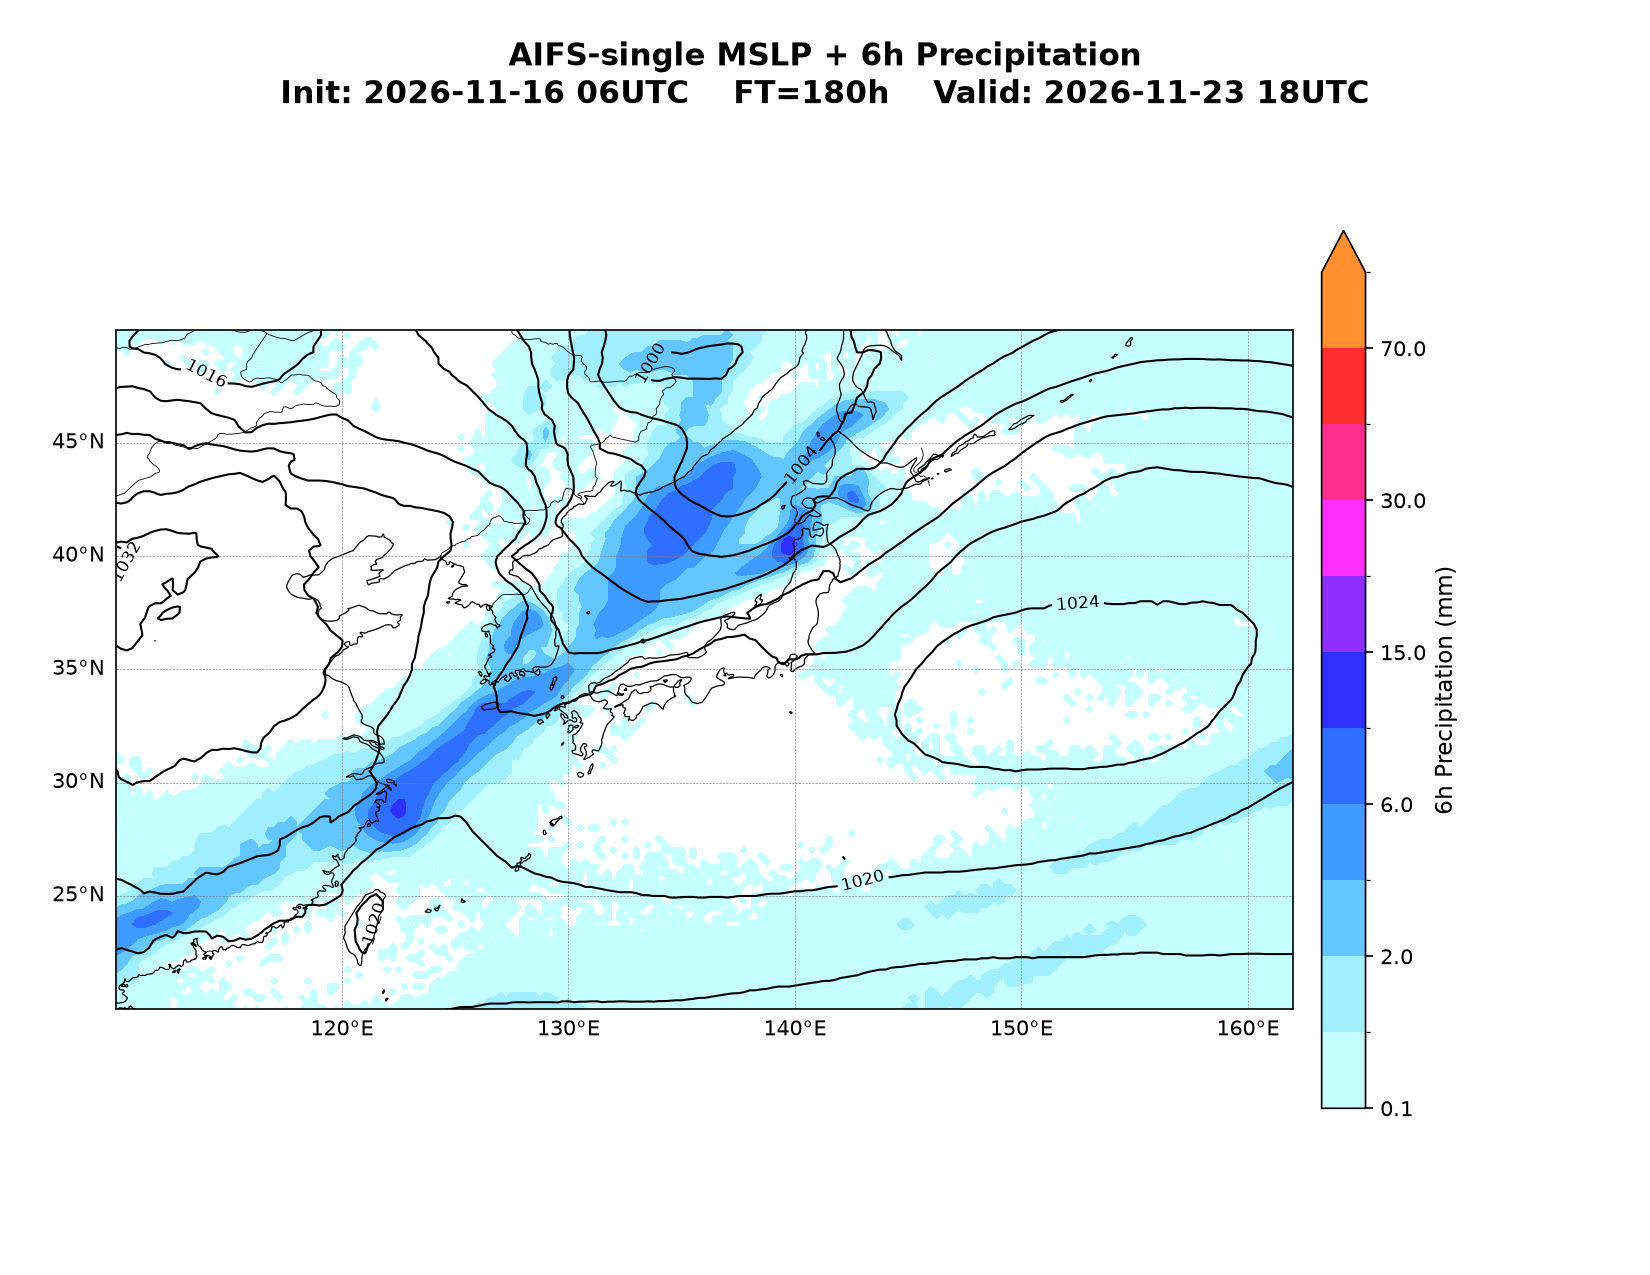 AIFS-single MSLP + 6h Precipitation
Init: 2026-11-16 06UTC    FT=180h    Valid: 2026-11-23 18UTC
1016
1000
1004
1032
1024
1020
1020
45°N
40°N
35°N
30°N
25°N
120°E
130°E
140°E
150°E
160°E
70.0
30.0
15.0
6.0
2.0
0.1
6h Precipitation (mm)